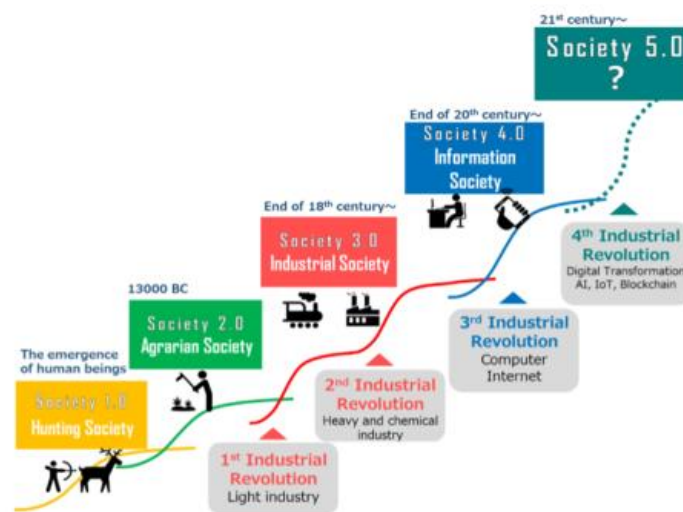 21st century～
Society 5.0
?
End of 20th century～
Society 4.0
Information
Society
End of 18th century～
Society 3.0
Industrial Society
13000 BC
Society 2.0
Agrarian Society
The emergence
of human beings
Society 1.0
Hunting Society
1st Industrial
Revolution
Light industry
2nd Industrial
Revolution
Heavy and chemical
industry
3rd Industrial
Revolution
Computer
Internet
4th Industrial
Revolution
Digital Transformation
AI, IoT, Blockchain